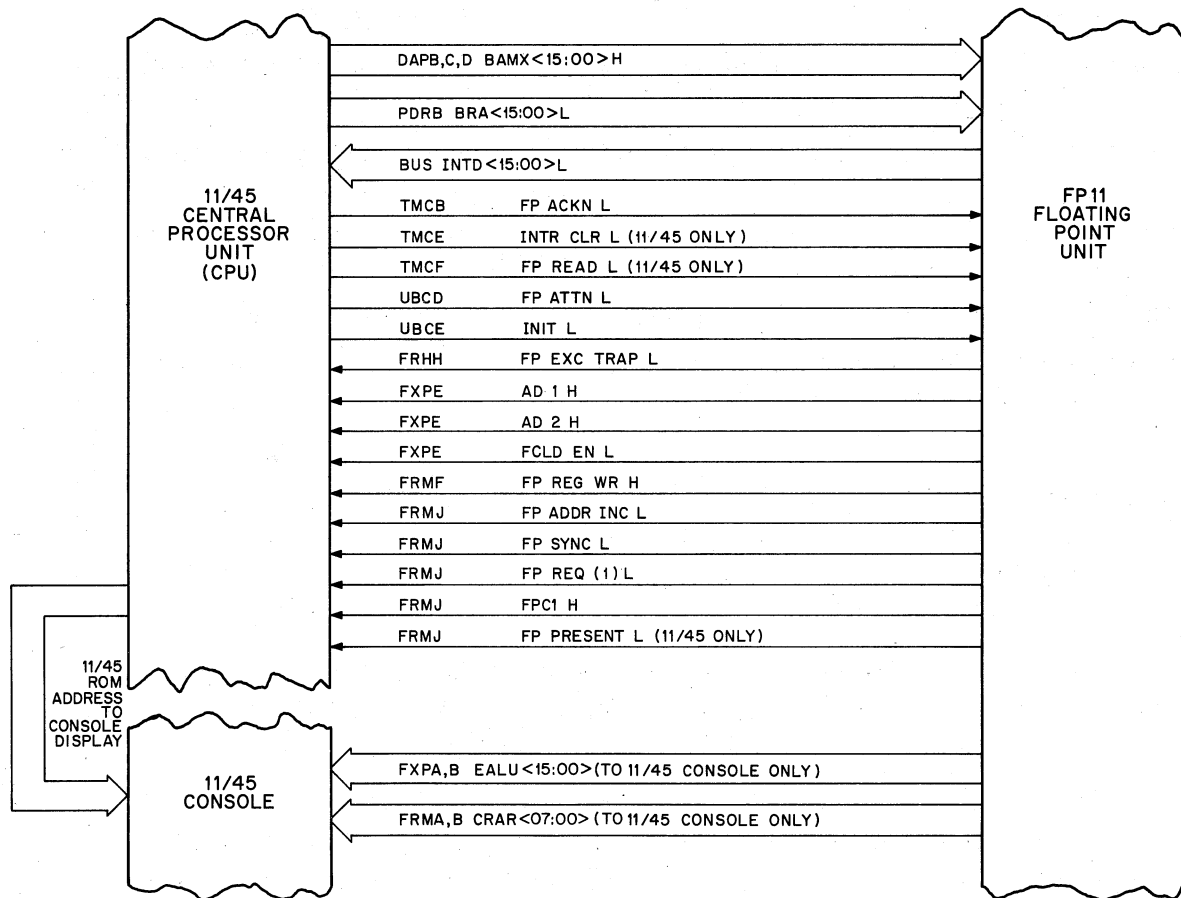 DAPB,C,D BAMX<15:00>H
PDRB BRA<15:00>L
BUS INTD<15:00>L
11/45
CENTRAL
PROCESSOR
UNIT
(CPU)
FP11
FLOATING
POINT
UNIT
TMCB FP ACKN L
TMCE INTR CLR L (11/45 ONLY)
TMCF FP READ L (11/45 ONLY)
UBCD FP ATTN L
UBCE INIT L
FRHH FP EXC TRAP L
FXPE AD 1 H
FXPE AD 2 H
FXPE FCLD EN L
FRMF FP REG WR H
FRMJ FP ADDR INC L
FRMJ FP SYNC L
FRMJ FP REQ (1) L
FRMJ FPC1 H
FRMJ FP PRESENT L (11/45 ONLY)
11/45
ROM
ADDRESS
TO
CONSOLE
DISPLAY
11/45
CONSOLE
FXPA,B EALU<15:00>(TO 11/45 CONSOLE ONLY)
FRMA,B CRAR<07:00>(TO 11/45 CONSOLE ONLY)